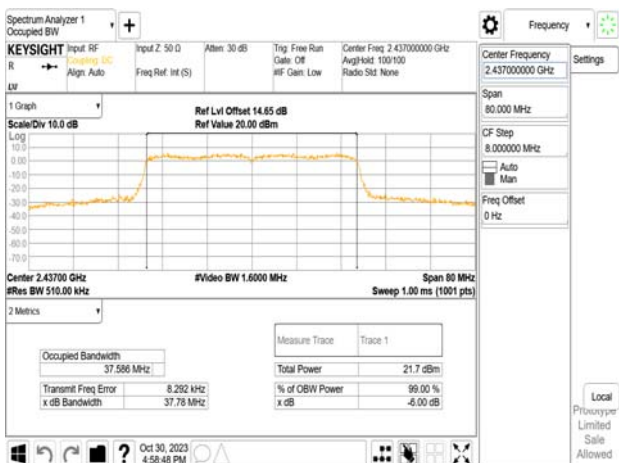 Spectrum Analyzer 1
Occupied BW
Frequency
KEYSIGHT
Input: RF
Coupling: DC
Align: Auto
Input Z: 50 Ω
Freq Ref: Int (S)
Atten: 30 dB
Trig: Free Run
Gate: Off
#IF Gain: Low
Center Freq: 2.437000000 GHz
Avg|Hold: 100/100
Radio Std: None
R
Center Frequency
2.437000000 GHz
Settings
Span
80.000 MHz
CF Step
8.000000 MHz
Auto
Man
Freq Offset
0 Hz
1 Graph
Scale/Div 10.0 dB
Ref Lvl Offset 14.65 dB
Ref Value 20.00 dBm
Log
10.0
0.00
-10.0
-20.0
-30.0
-40.0
-50.0
-60.0
-70.0
Center 2.43700 GHz
#Res BW 510.00 kHz
#Video BW 1.6000 MHz
Span 80 MHz
Sweep 1.00 ms (1001 pts)
2 Metrics
Measure Trace
Trace 1
Occupied Bandwidth
37.586 MHz
Total Power
21.7 dBm
Transmit Freq Error
8.292 kHz
% of OBW Power
99.00 %
x dB Bandwidth
37.78 MHz
x dB
-6.00 dB
Local
Prototype
Limited
Sale
Allowed
?
Oct 30, 2023
4:58:48 PM